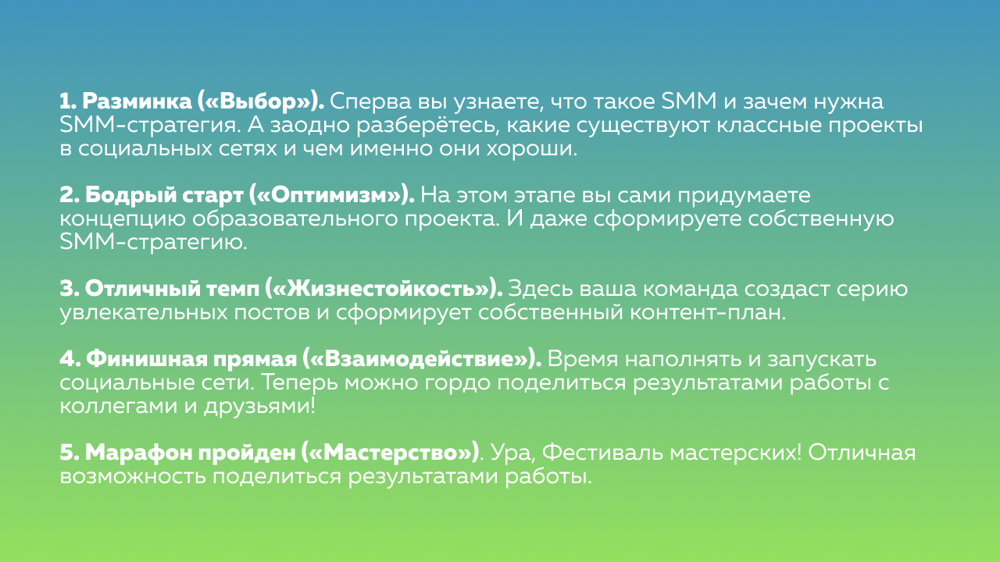 1. Разминка («Выбор»). Сперва вы узнаете, что такое SMM и зачем нужна
SMM-стратегия. А заодно разберётесь, какие существуют классные проекты
в социальных сетях и чем именно они хороши.
2. Бодрый старт («Оптимизм»). На этом этапе вы сами придумаете
концепцию образовательного проекта. И даже сформируете собственную
SMM-стратегию.
3. Отличный темп («Жизнестойкость»). Здесь ваша команда создаст серию
увлекательных постов и сформирует собственный контент-план.
4. Финишная прямая («Взаимодействие»). Время наполнять и запускать
социальные сети. Теперь можно гордо поделиться результатами работы с
коллегами и друзьями!
5. Марафон пройден («Мастерство»). Ура, Фестиваль мастерских! Отличная
возможность поделиться результатами работы.